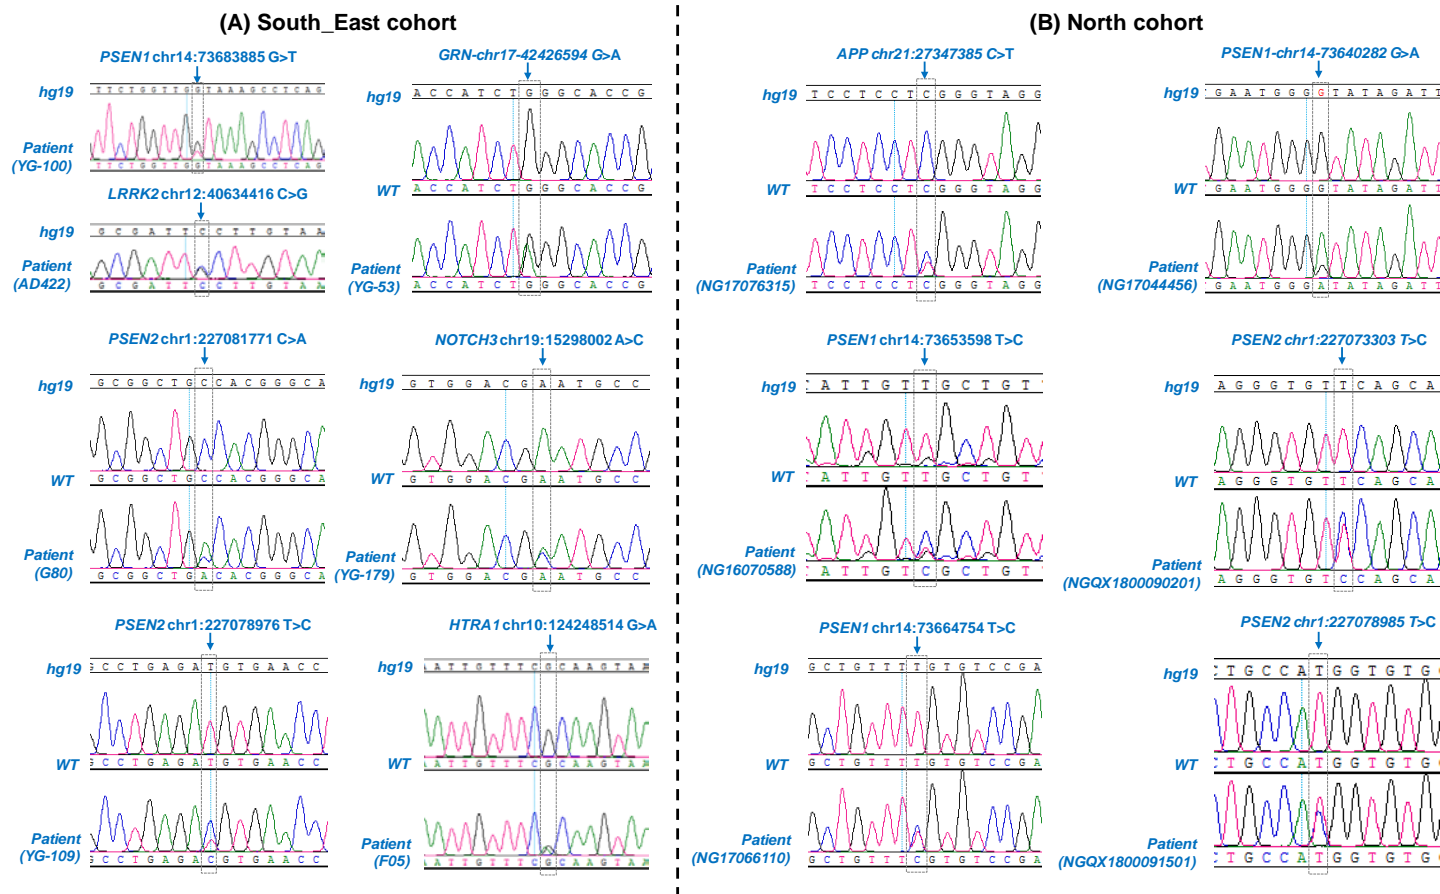 (A) South_East cohort
PSEN1 chr14:73683885 G>T
hg19
T T C T G G T T G G T A A A G C C T C A G
Patient
(YG-100)
T T C T G G T T G G T A A A G C C T C A G
LRRK2 chr12:40634416 C>G
hg19
G C G A T T C C T T G T A A
Patient
(AD422)
G C G A T T C C T T G T A A
GRN-chr17-42426594 G>A
hg19
A C C A T C T G G G C A C C G
WT
A C C A T C T G G G C A C C G
Patient
(YG-53)
A C C A T C T G G G C A C C G
PSEN2 chr1:227081771 C>A
hg19
G C G G C T G C C A C G G G C A
WT
G C G G C T G C C A C G G G C A
Patient
(G80)
G C G G C T G A C A C G G G C A
NOTCH3 chr19:15298002 A>C
hg19
G T G G A C G A A T G C C
WT
G T G G A C G A A T G C C
Patient
(YG-179)
G T G G A C G A A T G C C
PSEN2 chr1:227078976 T>C
hg19
G C C T G A G A T G T G A A C C
WT
G C C T G A G A T G T G A A C C
Patient
(YG-109)
G C C T G A G A C G T G A A C C
HTRA1 chr10:124248514 G>A
hg19
A T T G T T T C G C A A G T A A
WT
A T T G T T T C G C A A G T A A
Patient
(F05)
A T T G T T T C G C A A G T A A
(B) North cohort
APP chr21:27347385 C>T
hg19
T C C T C C T C G G G T A G G
WT
T C C T C C T C G G G T A G G
Patient
(NG17076315)
T C C T C C T C G G G T A G G
PSEN1-chr14-73640282 G>A
hg19
G A A T G G G G T A T A G A T T
WT
G A A T G G G G T A T A G A T T
Patient
(NG17044456)
G A A T G G G A T A T A G A T T
PSEN1 chr14:73653598 T>C
hg19
C A T T G T T G C T G T
WT
C A T T G T T G C T G T
Patient
(NG16070588)
C A T T G T C G C T G T
PSEN2 chr1:227073303 T>C
hg19
A G G G T G T T C A G C A
WT
A G G G T G T T C A G C A
Patient
(NGQX1800090201)
A G G G T G T C C A G C A
PSEN1 chr14:73664754 T>C
hg19
G C T G T T T T G T G T C C G A
WT
G C T G T T T T G T G T C C G A
Patient
(NG17066110)
G C T G T T T C G T G T C C G A
PSEN2 chr1:227078985 T>C
hg19
C T G C C A T G G T G T G
WT
C T G C C A T G G T G T G
Patient
(NGQX1800091501)
C T G C C A T G G T G T G